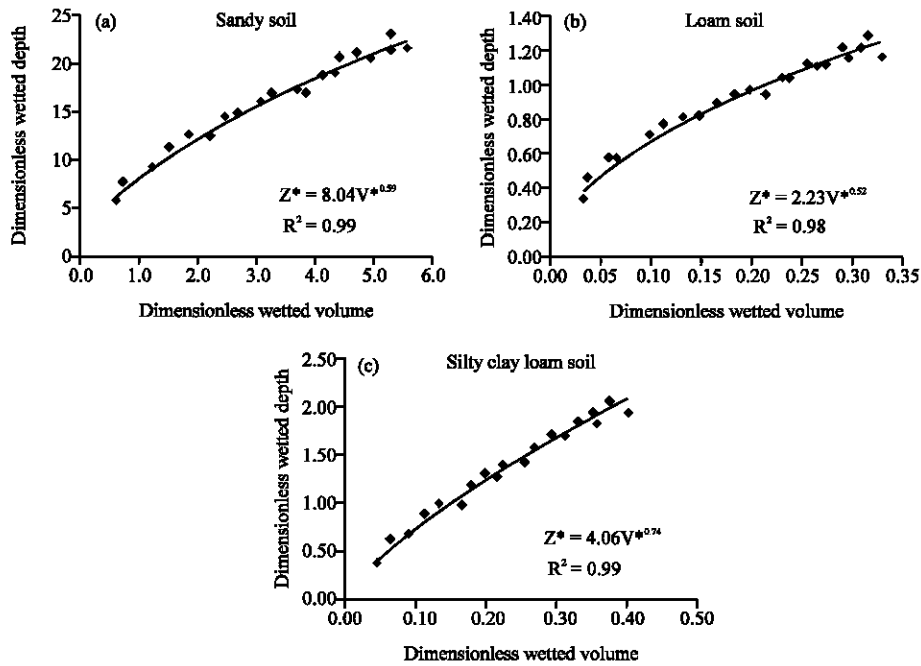 (a) Sandy soil
Dimensionless wetted depth
25
20
15
10
5
0
Z* = 8.04V*^0.59
R² = 0.99
0.0 1.0 2.0 3.0 4.0 5.0 6.0
Dimensionless wetted volume
(b) Loam soil
Dimensionless wetted depth
1.40
1.20
1.00
0.80
0.60
0.40
0.20
0.00
Z* = 2.23V*^0.52
R² = 0.98
0.00 0.05 0.10 0.15 0.20 0.25 0.30 0.35
Dimensionless wetted volume
(c) Silty clay loam soil
Dimensionless wetted depth
2.50
2.00
1.50
1.00
0.50
0.00
Z* = 4.06V*^0.74
R² = 0.99
0.00 0.10 0.20 0.30 0.40 0.50
Dimensionless wetted volume